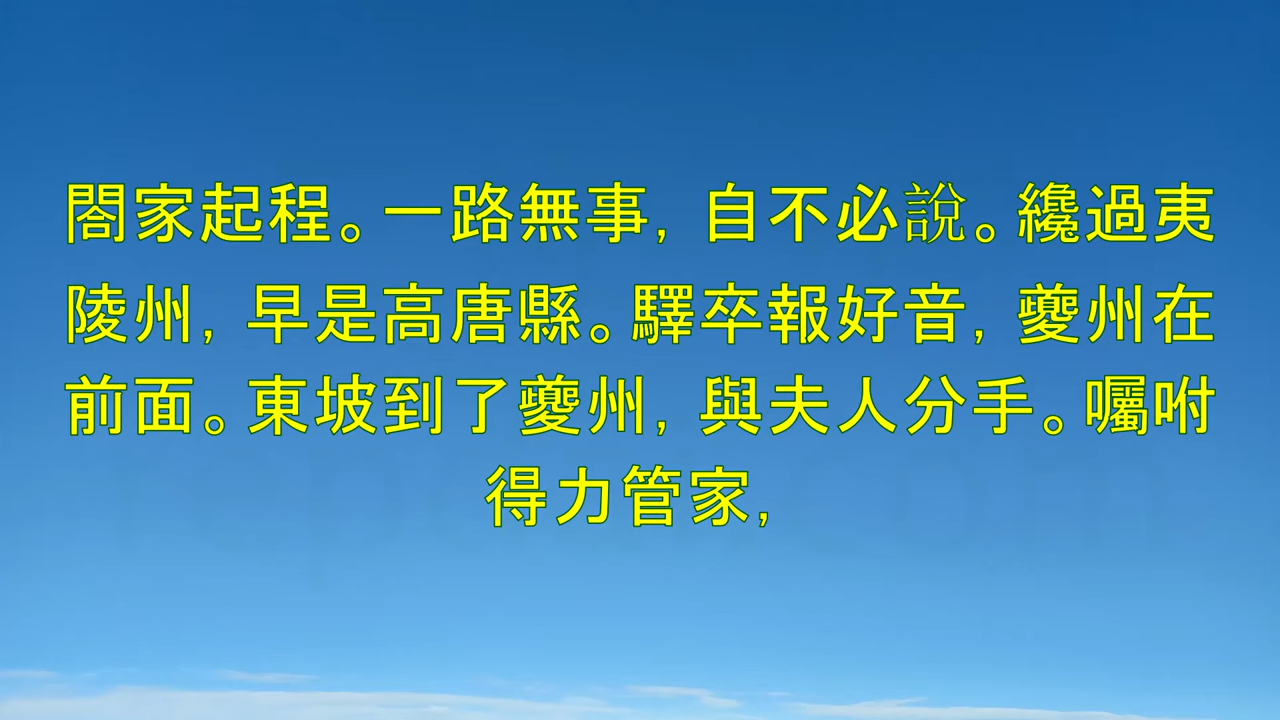 閤家起程。一路無事，自不必說。纔過夷
陵州，早是高唐縣。驛卒報好音，夔州在
前面。東坡到了夔州，與夫人分手。囑咐
得力管家，